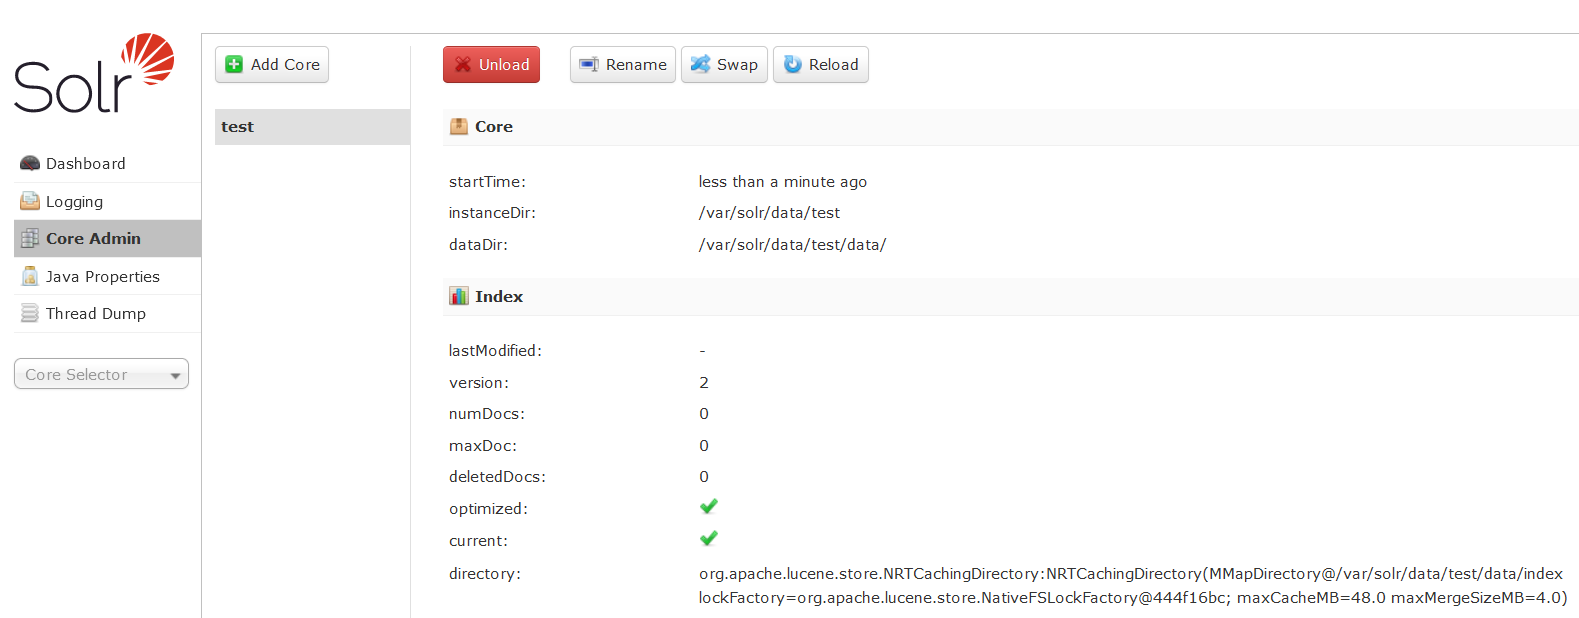 Solr
Dashboard
Logging
Core Admin
Java Properties
Thread Dump
Core Selector
Add Core
test
Unload
Rename
Swap
Reload
Core
startTime: less than a minute ago
instanceDir: /var/solr/data/test
dataDir: /var/solr/data/test/data/
Index
lastModified: -
version: 2
numDocs: 0
maxDoc: 0
deletedDocs: 0
optimized:
current:
directory: org.apache.lucene.store.NRTCachingDirectory:NRTCachingDirectory(MMapDirectory@/var/solr/data/test/data/index
lockFactory=org.apache.lucene.store.NativeFSLockFactory@444f16bc; maxCacheMB=48.0 maxMergeSizeMB=4.0)